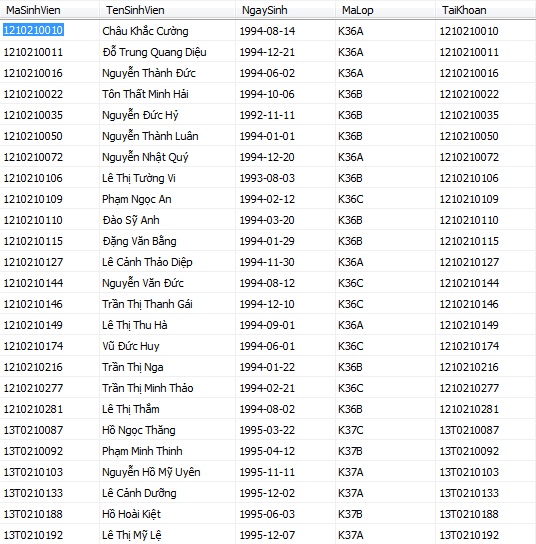 MaSinhVien TenSinhVien NgaySinh MaLop TaiKhoan
1210210010 Châu Khắc Cường 1994-08-14 K36A 1210210010
1210210011 Đỗ Trung Quang Diệu 1994-12-21 K36A 1210210011
1210210016 Nguyễn Thành Đức 1994-06-02 K36A 1210210016
1210210022 Tôn Thất Minh Hải 1994-10-06 K36B 1210210022
1210210035 Nguyễn Đức Hỷ 1992-11-11 K36B 1210210035
1210210050 Nguyễn Thành Luân 1994-01-01 K36B 1210210050
1210210072 Nguyễn Nhật Quý 1994-12-20 K36A 1210210072
1210210106 Lê Thị Tường Vi 1993-08-03 K36B 1210210106
1210210109 Phạm Ngọc An 1994-02-12 K36C 1210210109
1210210110 Đào Sỹ Anh 1994-03-20 K36B 1210210110
1210210115 Đặng Văn Bằng 1994-01-29 K36B 1210210115
1210210127 Lê Cảnh Thảo Diệp 1994-11-30 K36A 1210210127
1210210144 Nguyễn Văn Đức 1994-08-12 K36C 1210210144
1210210146 Trần Thị Thanh Gái 1994-12-10 K36C 1210210146
1210210149 Lê Thị Thu Hà 1994-09-01 K36A 1210210149
1210210174 Vũ Đức Huy 1994-06-01 K36C 1210210174
1210210216 Trần Thị Nga 1994-01-22 K36B 1210210216
1210210277 Trần Thị Minh Thảo 1994-02-21 K36C 1210210277
1210210281 Lê Thị Thắm 1994-08-02 K36B 1210210281
13T0210087 Hồ Ngọc Thăng 1995-03-22 K37C 13T0210087
13T0210092 Phạm Minh Thinh 1995-04-12 K37B 13T0210092
13T0210103 Nguyễn Hồ Mỹ Uyên 1995-11-11 K37A 13T0210103
13T0210133 Lê Cảnh Dưỡng 1995-12-02 K37A 13T0210133
13T0210188 Hồ Hoài Kiệt 1995-06-03 K37B 13T0210188
13T0210192 Lê Thị Mỹ Lệ 1995-12-07 K37A 13T0210192